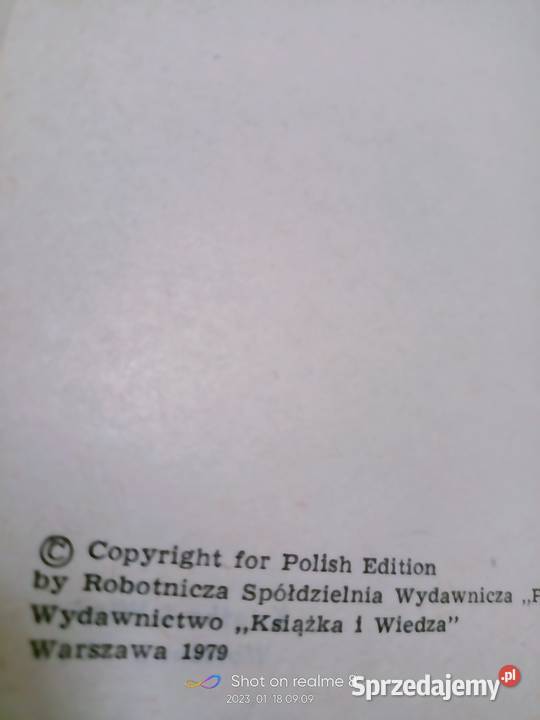 © Copyright for Polish Edition
by Robotnicza Spółdzielnia Wydawnicza
Wydawnictwo „Książka i Wiedza”
Warszawa 1979
Shot on realme 8
2023.01.18 09:09
Sprzedajemy.pl